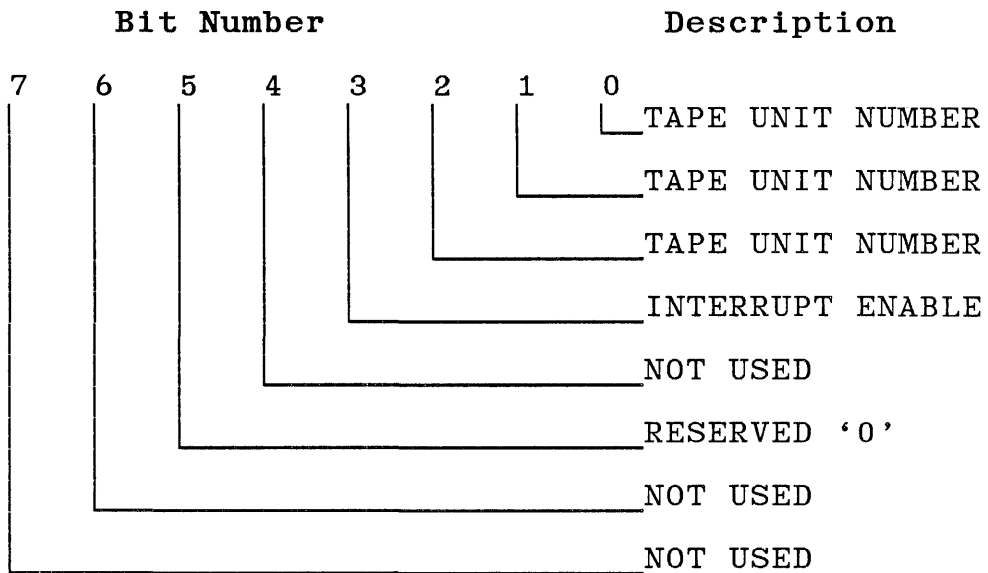 Bit Number Description
7 6 5 4 3 2 1 0
TAPE UNIT NUMBER
TAPE UNIT NUMBER
TAPE UNIT NUMBER
INTERRUPT ENABLE
NOT USED
RESERVED ‘0’
NOT USED
NOT USED